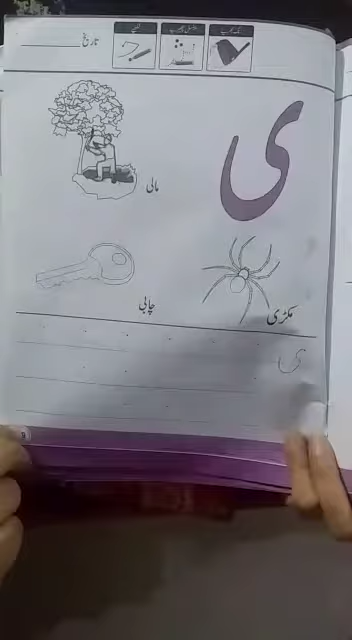 تاریخ
ی
مالی
مکڑی
چابی
ی